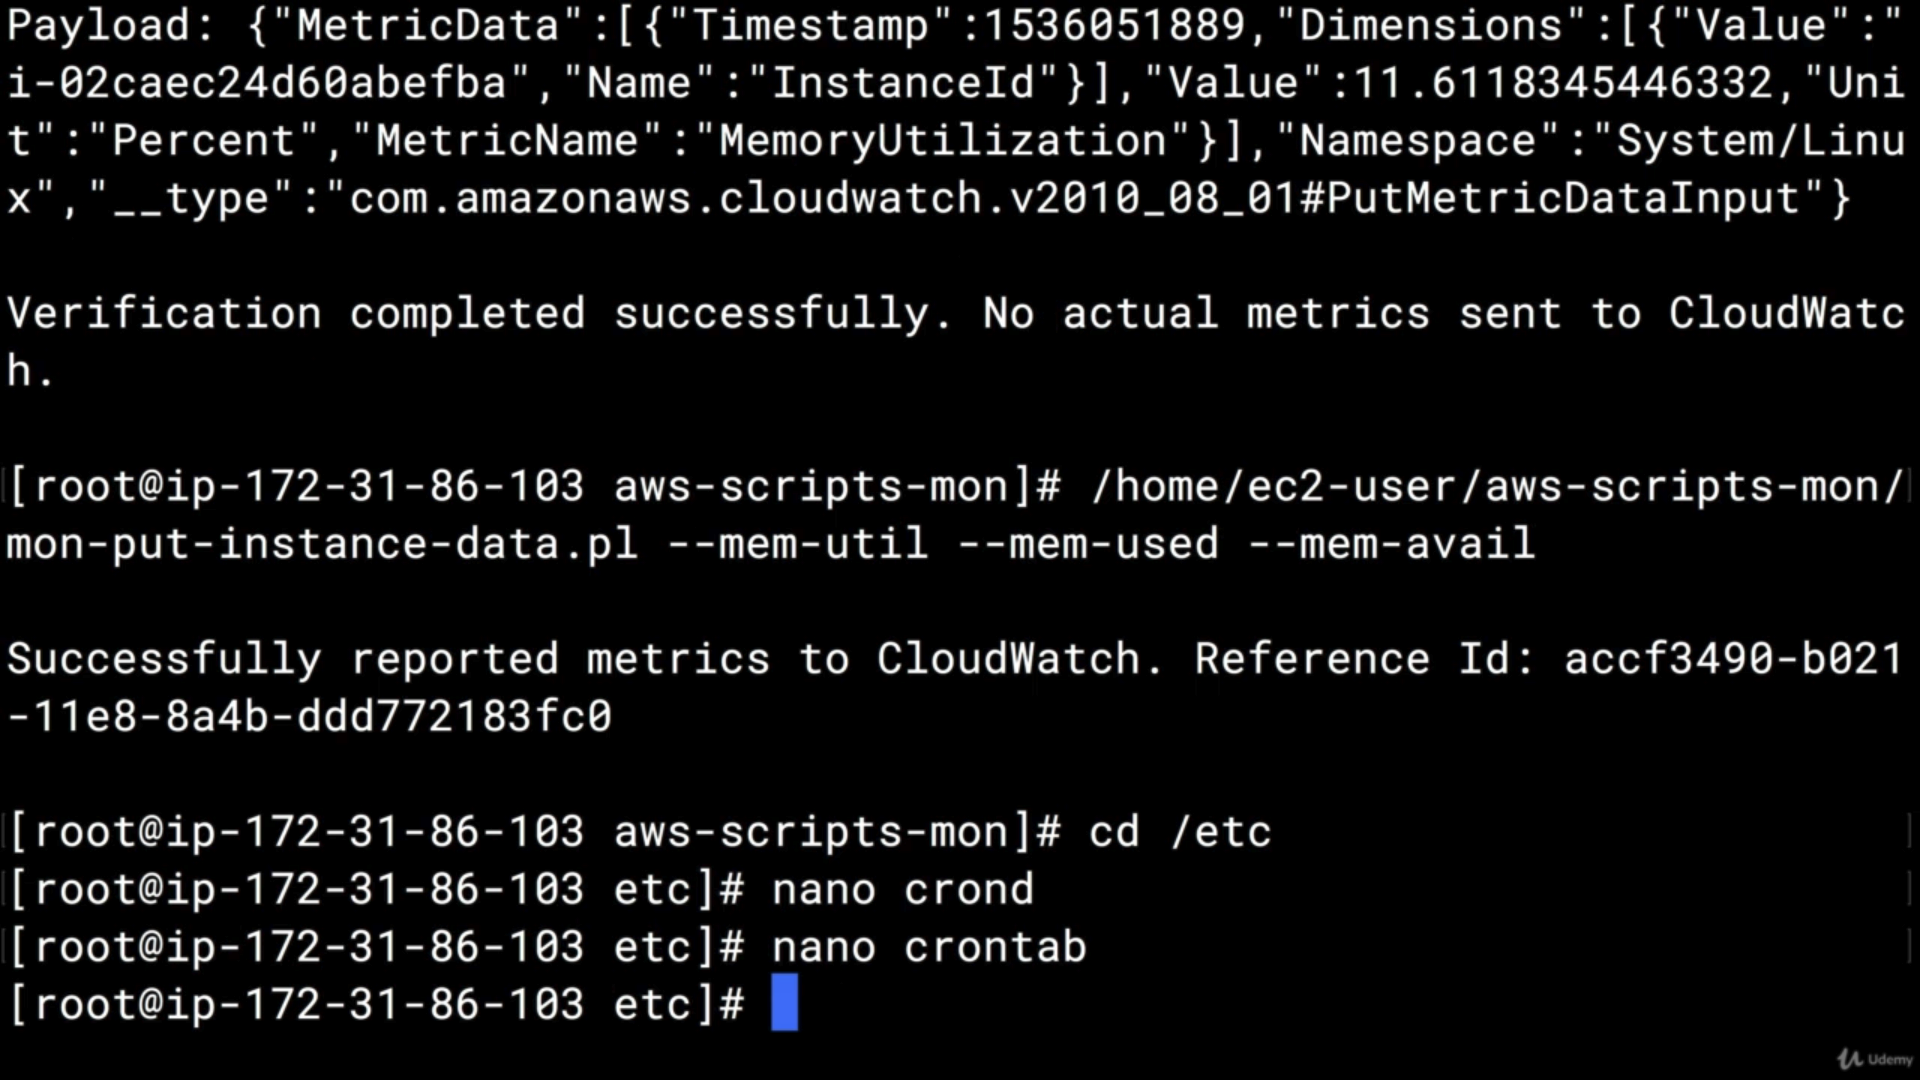 Payload: {"MetricData":[{"Timestamp":1536051889,"Dimensions":[{"Value":"
i-02caec24d60abefba","Name":"InstanceId"}],"Value":11.6118345446332,"Uni
t":"Percent","MetricName":"MemoryUtilization"}],"Namespace":"System/Linu
x","__type":"com.amazonaws.cloudwatch.v2010_08_01#PutMetricDataInput"}
Verification completed successfully. No actual metrics sent to CloudWatc
h.
[root@ip-172-31-86-103 aws-scripts-mon]# /home/ec2-user/aws-scripts-mon/
mon-put-instance-data.pl --mem-util --mem-used --mem-avail
Successfully reported metrics to CloudWatch. Reference Id: accf3490-b021
-11e8-8a4b-ddd772183fc0
[root@ip-172-31-86-103 aws-scripts-mon]# cd /etc
[root@ip-172-31-86-103 etc]# nano crond
[root@ip-172-31-86-103 etc]# nano crontab
[root@ip-172-31-86-103 etc]#
Udemy